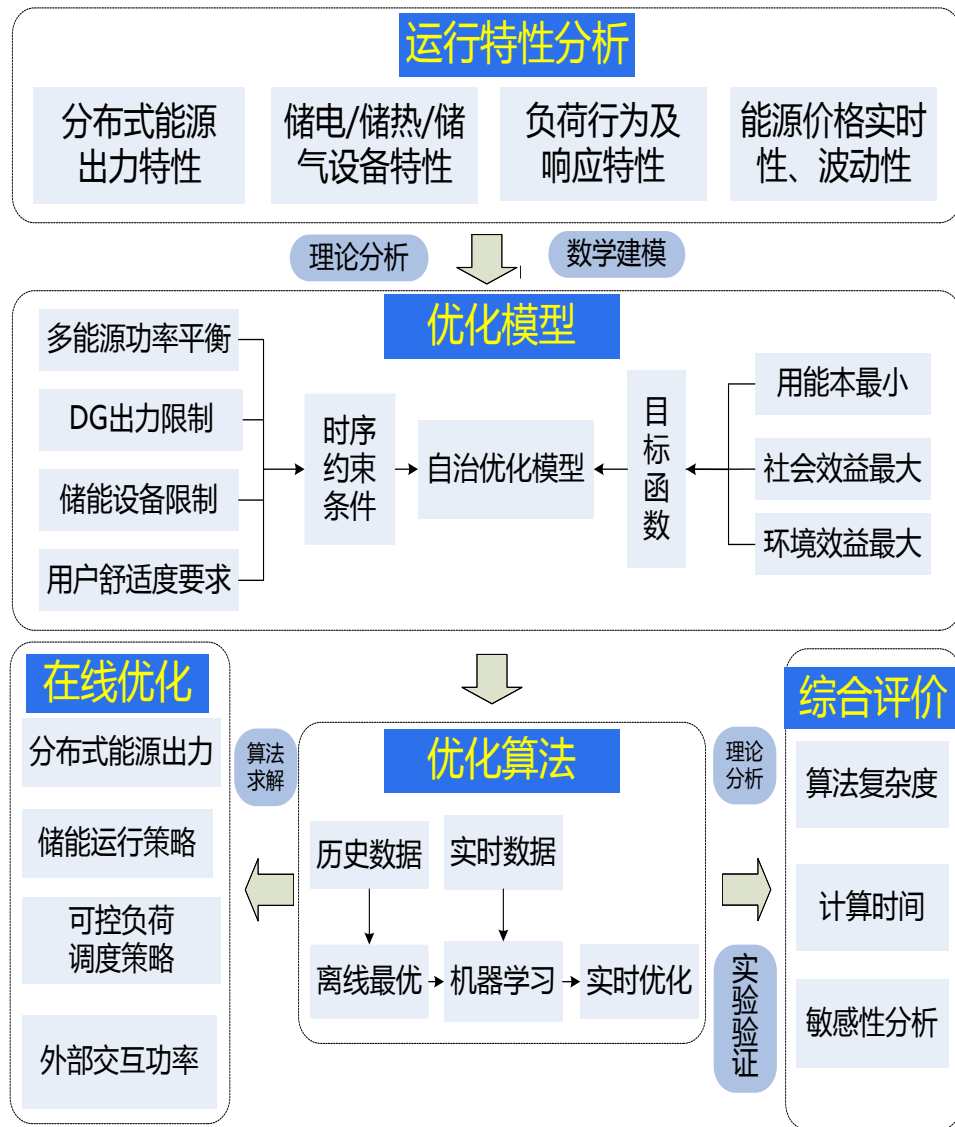 运行特性分析
分布式能源
出力特性
储电/储热/储
气设备特性
负荷行为及
响应特性
能源价格实时
性、波动性
理论分析
数学建模
优化模型
多能源功率平衡
DG出力限制
储能设备限制
用户舒适度要求
时序
约束
条件
自治优化模型
目
标
函
数
用能本最小
社会效益最大
环境效益最大
在线优化
分布式能源出力
储能运行策略
可控负荷
调度策略
外部交互功率
算法
求解
优化算法
历史数据
实时数据
离线最优
机器学习
实时优化
理论
分析
实
验
验
证
综合评价
算法复杂度
计算时间
敏感性分析